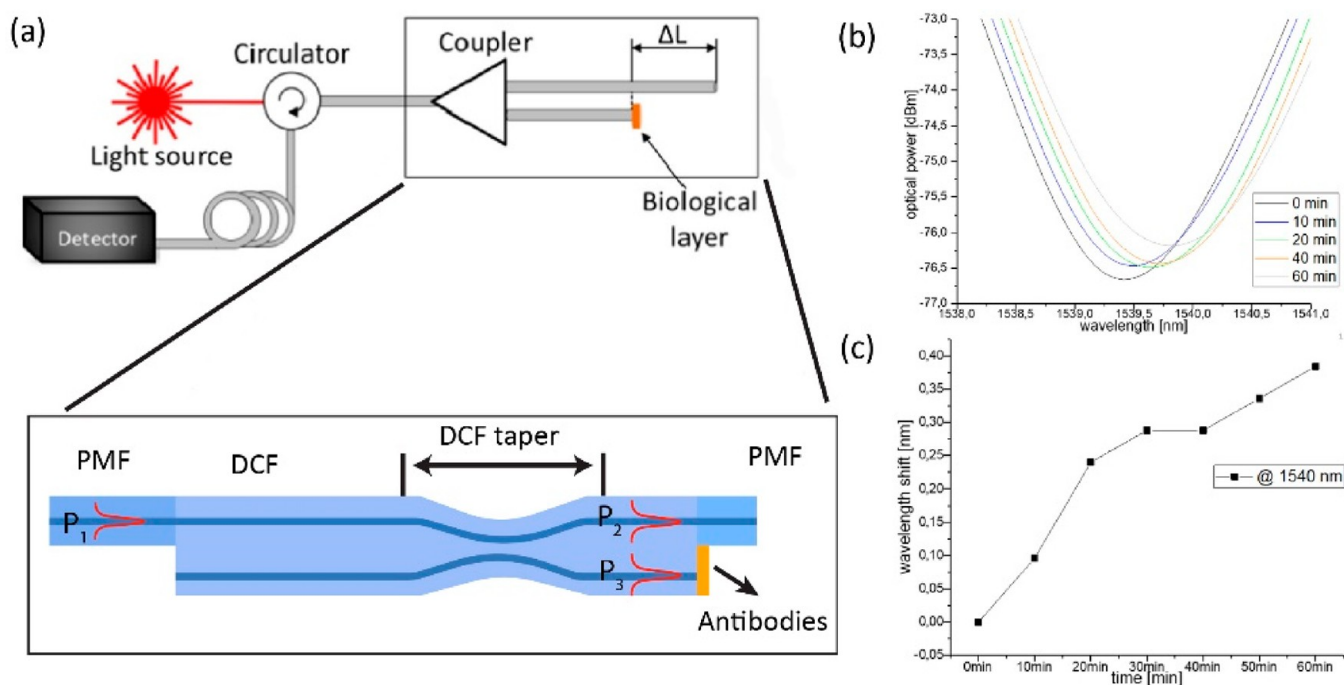 (a)
Light source
Circulator
Coupler
ΔL
Biological
layer
Detector
PMF
DCF
DCF taper
PMF
P1
P2
P3
Antibodies
(b)
optical power [dBm]
-73,0
-73,5
-74,0
-74,5
-75,0
-75,5
-76,0
-76,5
-77,0
1538,0 1538,5 1539,0 1539,5 1540,0 1540,5 1541,0
wavelength [nm]
0 min
10 min
20 min
40 min
60 min
(c)
wavelength shift [nm]
0,40
0,35
0,30
0,25
0,20
0,15
0,10
0,05
0,00
-0,05
0min 10min 20min 30min 40min 50min 60min
time [min]
@ 1540 nm